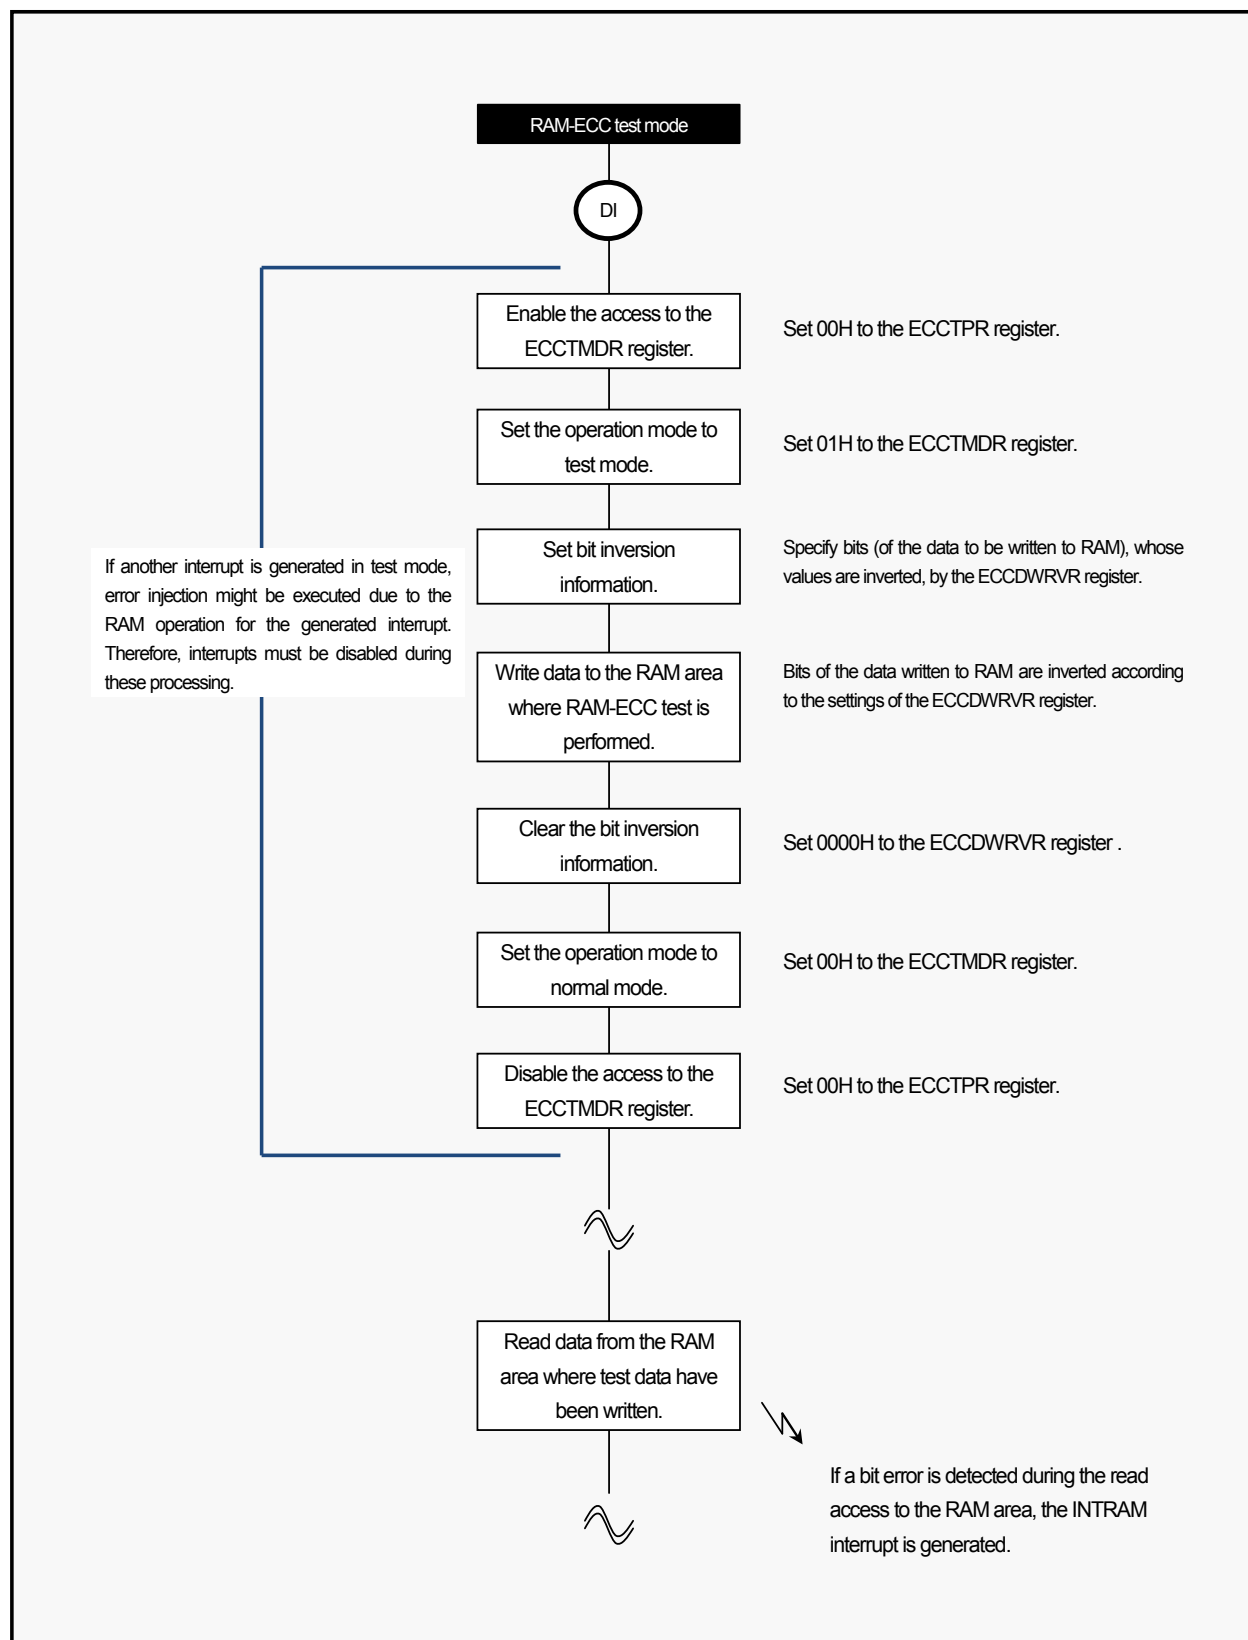 RAM-ECC test mode
DI
Enable the access to the
ECCTMDR register.
Set 00H to the ECCTPR register.
Set the operation mode to
test mode.
Set 01H to the ECCTMDR register.
If another interrupt is generated in test mode,
error injection might be executed due to the
RAM operation for the generated interrupt.
Therefore, interrupts must be disabled during
these processing.
Set bit inversion
information.
Specify bits (of the data to be written to RAM), whose
values are inverted, by the ECCDWRVR register.
Write data to the RAM area
where RAM-ECC test is
performed.
Bits of the data written to RAM are inverted according
to the settings of the ECCDWRVR register.
Clear the bit inversion
information.
Set 0000H to the ECCDWRVR register .
Set the operation mode to
normal mode.
Set 00H to the ECCTMDR register.
Disable the access to the
ECCTMDR register.
Set 00H to the ECCTPR register.
Read data from the RAM
area where test data have
been written.
If a bit error is detected during the read
access to the RAM area, the INTRAM
interrupt is generated.